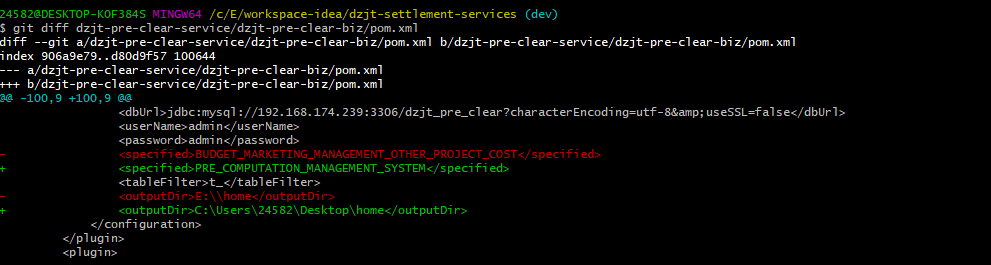 24582@DESKTOP-KOF384S MINGW64 /c/E/workspace-idea/dzjt-settlement-services (dev)
$ git diff dzjt-pre-clear-service/dzjt-pre-clear-biz/pom.xml
diff --git a/dzjt-pre-clear-service/dzjt-pre-clear-biz/pom.xml b/dzjt-pre-clear-service/dzjt-pre-clear-biz/pom.xml
index 906a9e79..d80d9f57 100644
--- a/dzjt-pre-clear-service/dzjt-pre-clear-biz/pom.xml
+++ b/dzjt-pre-clear-service/dzjt-pre-clear-biz/pom.xml
@@ -100,9 +100,9 @@
                <dbUrl>jdbc:mysql://192.168.174.239:3306/dzjt_pre_clear?characterEncoding=utf-8&amp;useSSL=false</dbUrl>
                <userName>admin</userName>
                <password>admin</password>
-               <specified>BUDGET_MARKETING_MANAGEMENT_OTHER_PROJECT_COST</specified>
+               <specified>PRE_COMPUTATION_MANAGEMENT_SYSTEM</specified>
                <tableFilter>t_</tableFilter>
-               <outputDir>E:\\home</outputDir>
+               <outputDir>C:\Users\24582\Desktop\home</outputDir>
            </configuration>
        </plugin>
        <plugin>